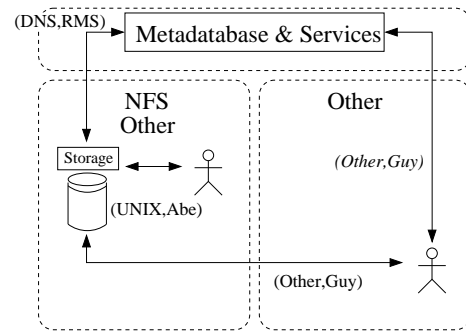 (DNS,RMS)
Metadatabase & Services
NFS
Other
Other
Storage
(Other,Guy)
(UNIX,Abe)
(Other,Guy)